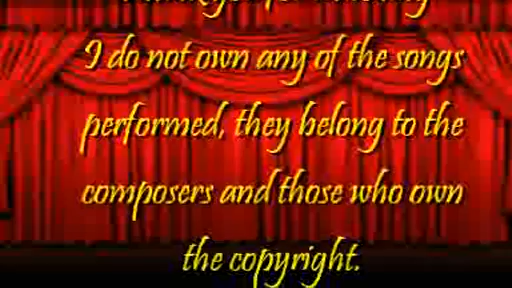 I do not own any of the songs
performed, they belong to the
composers and those who own
the copyright.